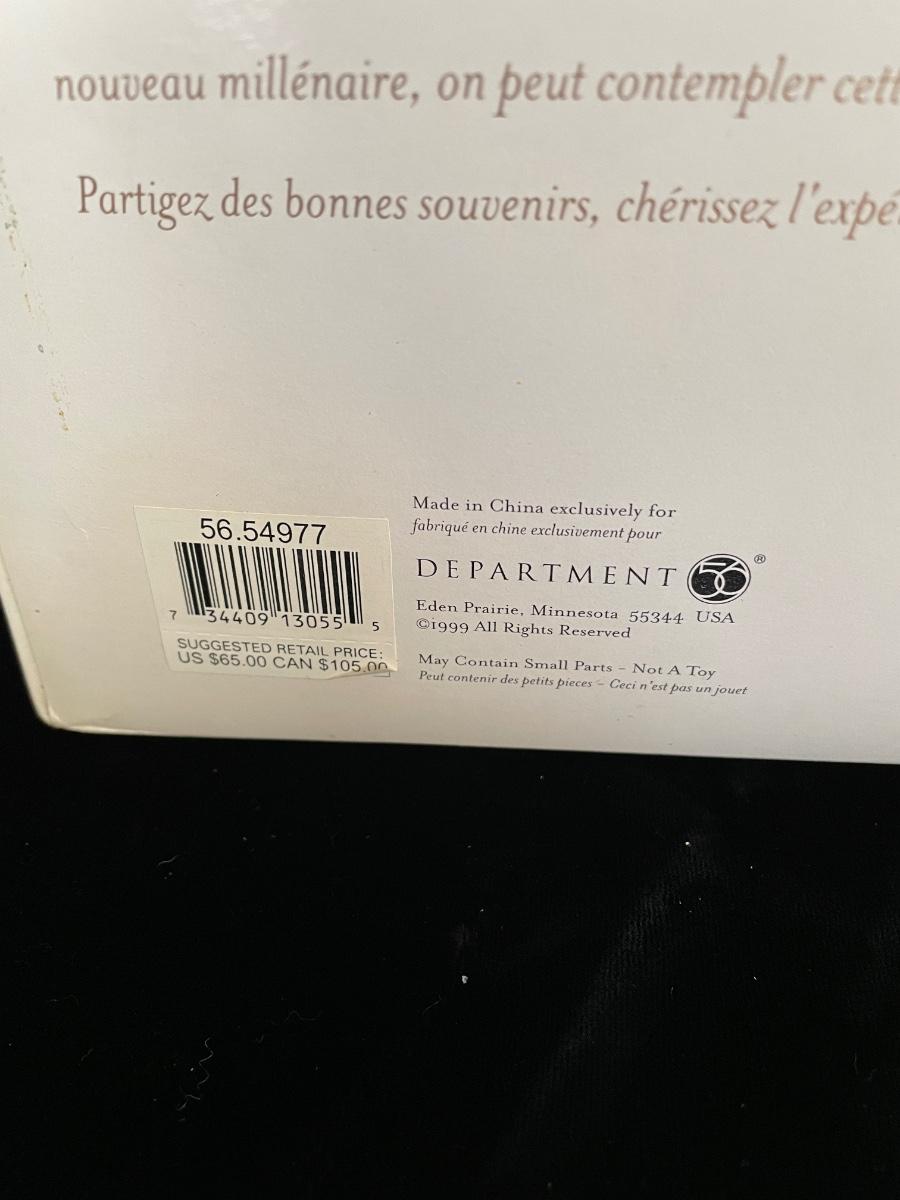 nouveau millénaire, on peut contempler cett
Partigez des bonnes souvenirs, chérissez l'expé
56.54977
7 34409 13055 5
SUGGESTED RETAIL PRICE:
US $65.00 CAN $105.00
Made in China exclusively for
fabriqué en chine exclusivement pour
DEPARTMENT 56 ®
Eden Prairie, Minnesota 55344 USA
©1999 All Rights Reserved
May Contain Small Parts – Not A Toy
Peut contenir des petits pieces – Ceci n'est pas un jouet